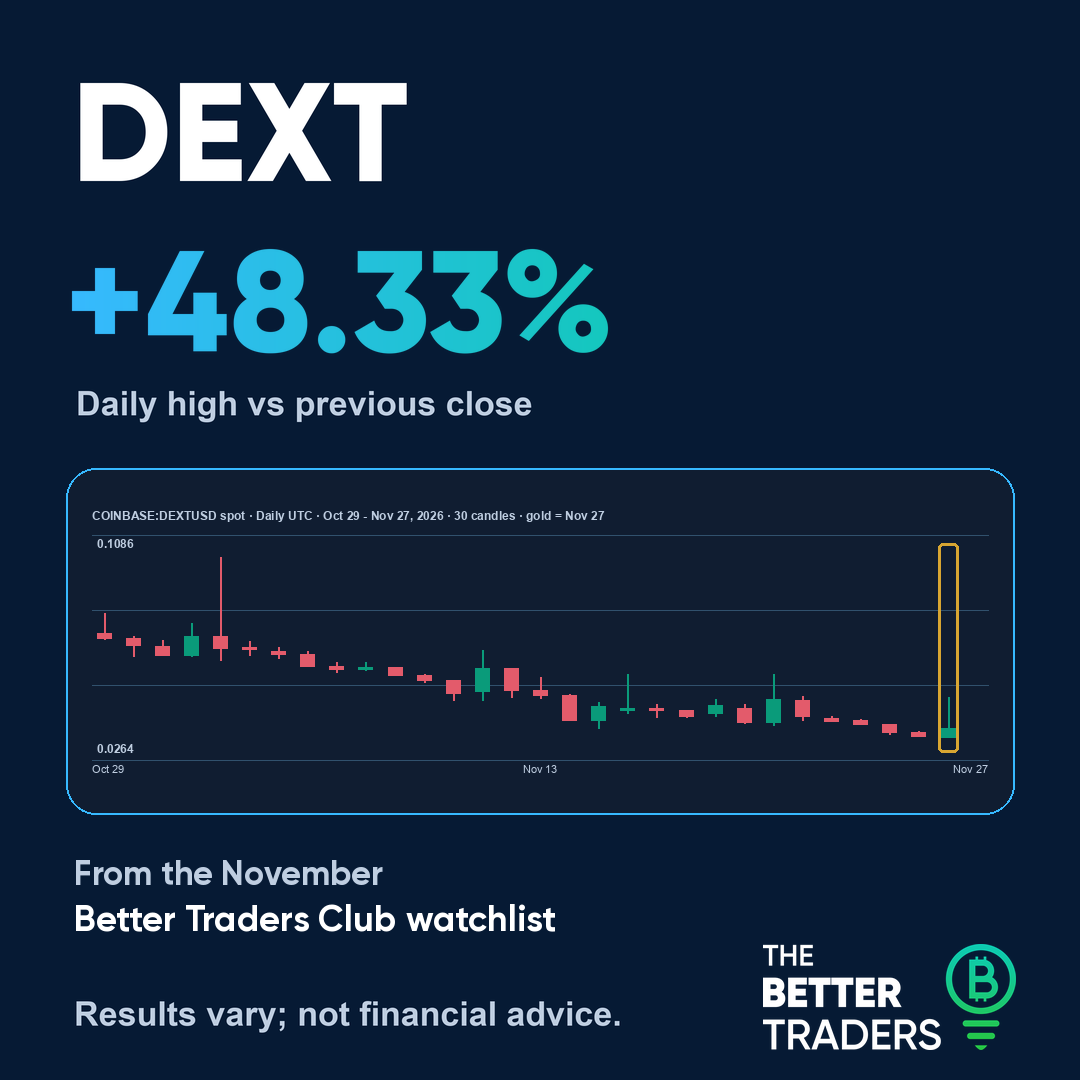 DEXT
+48.33%
Daily high vs previous close
COINBASE:DEXTUSD spot · Daily UTC · Oct 29 - Nov 27, 2026 · 30 candles · gold = Nov 27
0.1086
0.0264
Oct 29
Nov 13
Nov 27
From the November
Better Traders Club watchlist
Results vary; not financial advice.
THE
BETTER
TRADERS